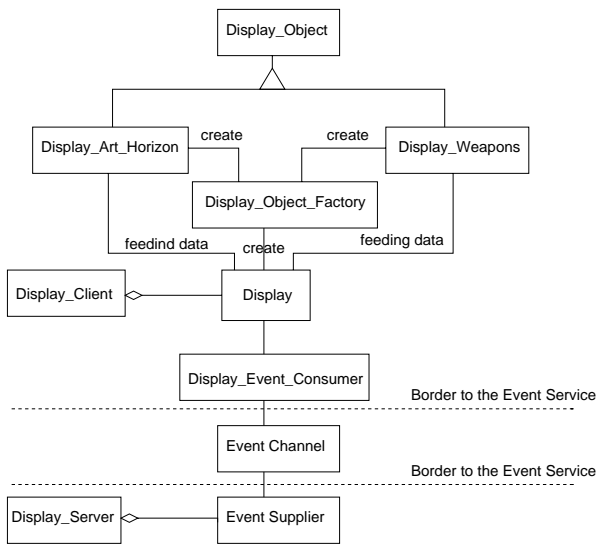 Display_Object
create
create
Display_Art_Horizon
Display_Weapons
Display_Object_Factory
feedind data
create
feeding data
Display_Client
Display
Display_Event_Consumer
Border to the Event Service
Event Channel
Border to the Event Service
Display_Server
Event Supplier